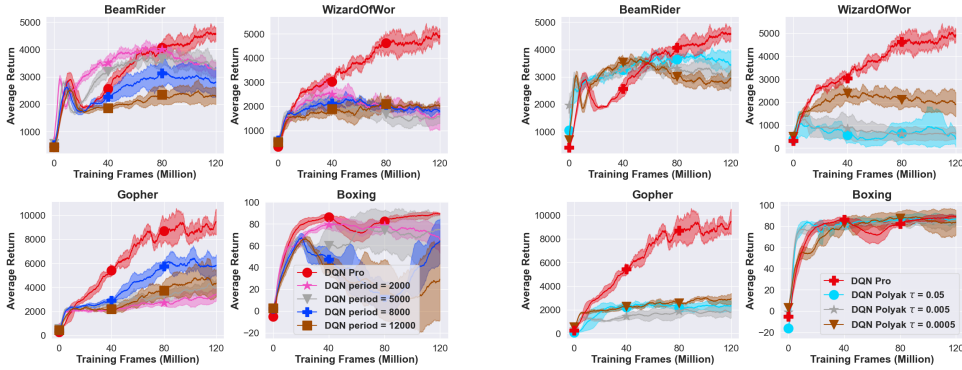 BeamRider
WizardOfWor
BeamRider
WizardOfWor
Average Return
5000
4000
3000
2000
1000
0
40
80
120
Training Frames (Million)
Average Return
5000
4000
3000
2000
1000
0
40
80
120
Training Frames (Million)
Average Return
5000
4000
3000
2000
1000
0
40
80
120
Training Frames (Million)
Average Return
5000
4000
3000
2000
1000
0
0
40
80
120
Training Frames (Million)
Gopher
Boxing
Gopher
Boxing
Average Return
10000
8000
6000
4000
2000
0
0
40
80
120
Training Frames (Million)
Average Return
100
80
60
40
20
0
−20
0
40
80
120
Training Frames (Million)
DQN Pro
DQN period = 2000
DQN period = 5000
DQN period = 8000
DQN period = 12000
Average Return
10000
8000
6000
4000
2000
0
0
40
80
120
Training Frames (Million)
Average Return
100
80
60
40
20
0
−20
0
40
80
120
Training Frames (Million)
DQN Pro
DQN Polyak τ = 0.05
DQN Polyak τ = 0.005
DQN Polyak τ = 0.0005